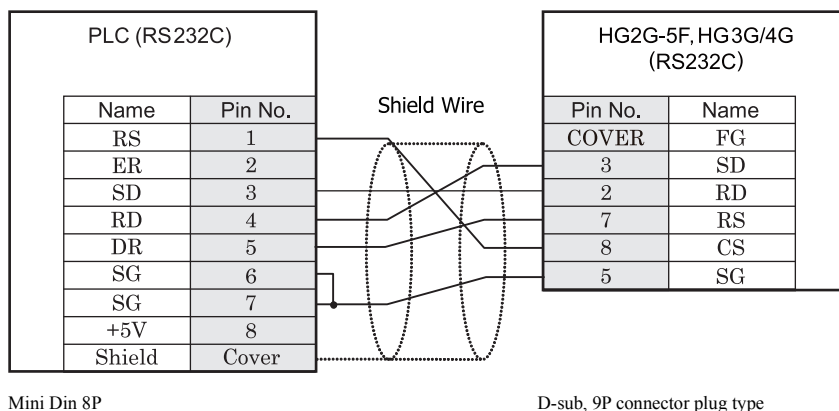 PLC (RS232C)
HG2G-5F, HG3G/4G
(RS232C)
Shield Wire
Name Pin No.
RS 1
ER 2
SD 3
RD 4
DR 5
SG 6
SG 7
+5V 8
Shield Cover
Pin No. Name
COVER FG
3 SD
2 RD
7 RS
8 CS
5 SG
Mini Din 8P
D-sub, 9P connector plug type